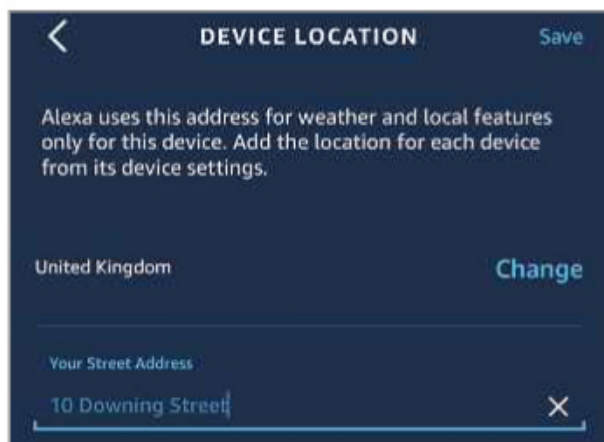 DEVICE LOCATION Save
Alexa uses this address for weather and local features
only for this device. Add the location for each device
from its device settings.
United Kingdom Change
Your Street Address
10 Downing Street